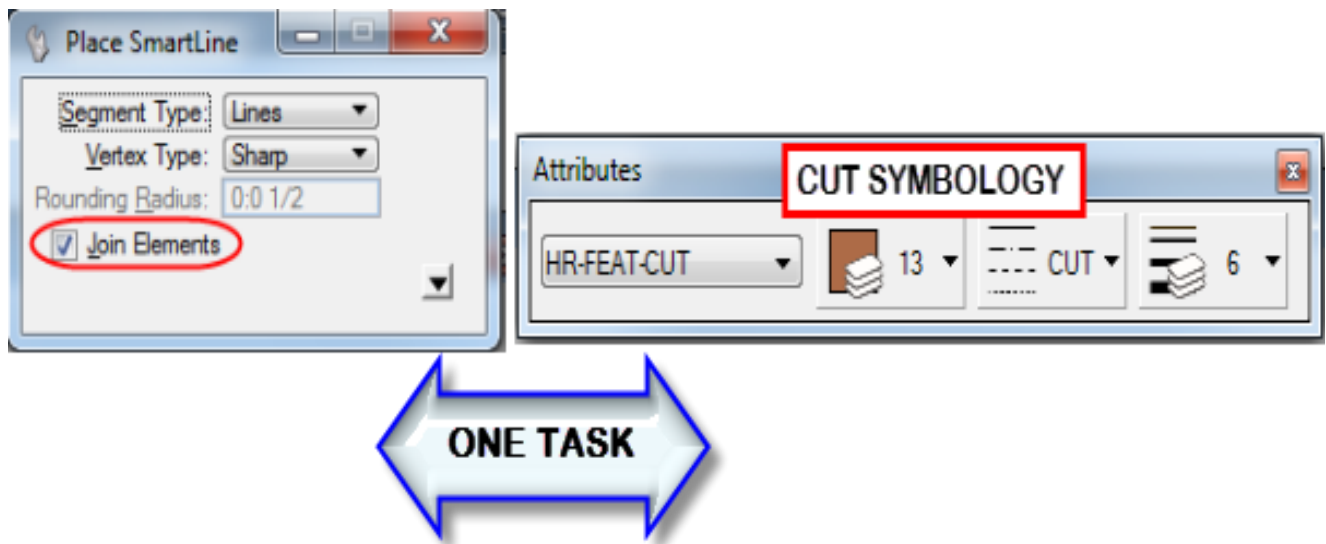 Place SmartLine
Segment Type: Lines
Vertex Type: Sharp
Rounding Radius: 0:0 1/2
Join Elements
Attributes
CUT SYMBOLOGY
HR-FEAT-CUT 13 CUT 6
ONE TASK